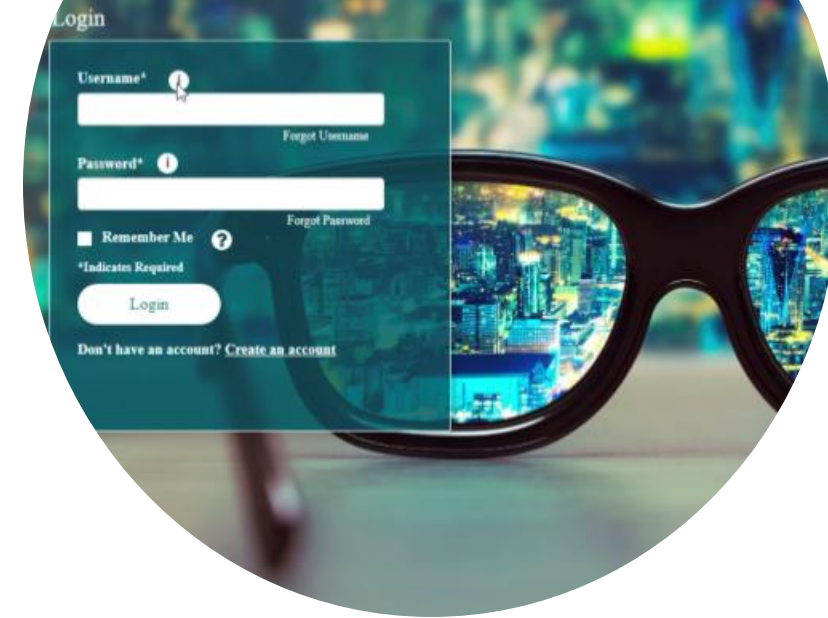 Login
Username* i
Forgot Username
Password* i
Forgot Password
Remember Me ?
*Indicates Required
Login
Don't have an account? Create an account